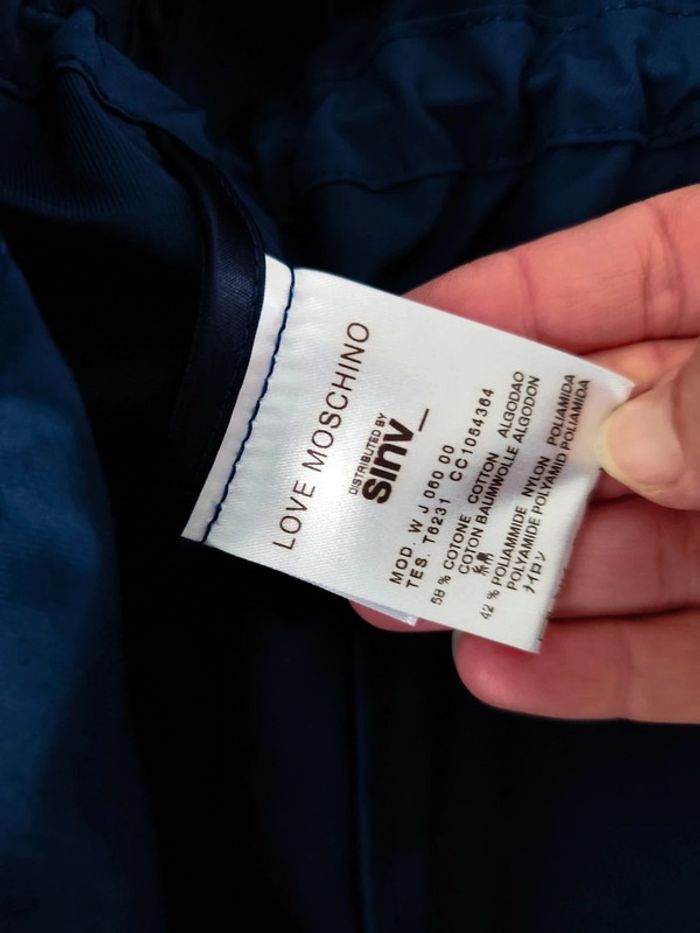 LOVE MOSCHINO
DISTRIBUTED BY
sinv_
MOD. W J 060 00
TES. T6231 CC1054364
58 % COTONE COTTON ALGODAO
COTON BAUMWOLLE ALGODON
42 % POLIAMMIDE NYLON POLIAMIDA
POLYAMIDE POLYAMID POLIAMIDA
ナイロン